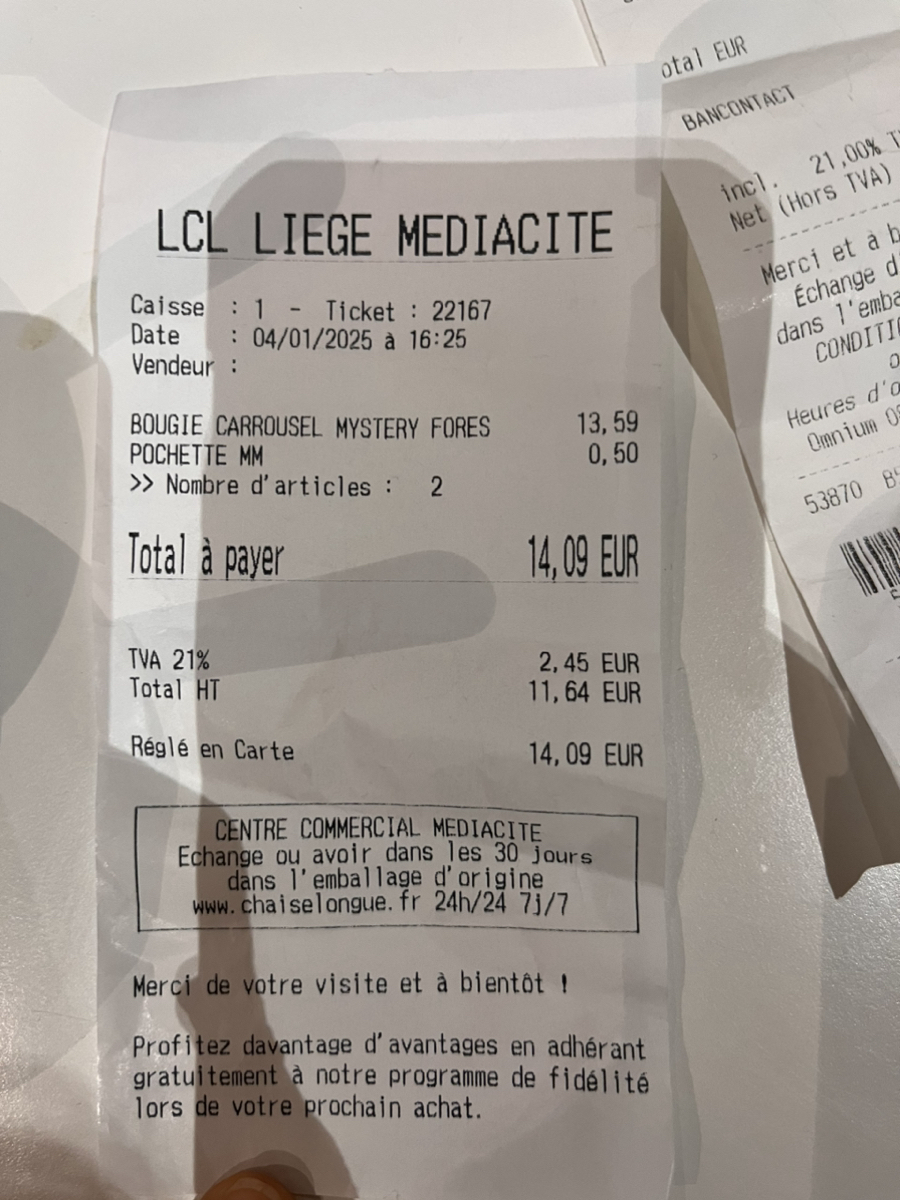 LCL LIEGE MEDIACITE
Caisse : 1 - Ticket : 22167
Date : 04/01/2025 à 16:25
Vendeur :
BOUGIE CARROUSEL MYSTERY FORES 13,59
POCHETTE MM 0,50
>> Nombre d'articles : 2
Total à payer 14,09 EUR
TVA 21% 2,45 EUR
Total HT 11,64 EUR
Réglé en Carte 14,09 EUR
CENTRE COMMERCIAL MEDIACITE
Echange ou avoir dans les 30 jours
dans l'emballage d'origine
www.chaiselongue.fr 24h/24 7j/7
Merci de votre visite et à bientôt !
Profitez davantage d'avantages en adhérant
gratuitement à notre programme de fidélité
lors de votre prochain achat.
otal EUR
BANCONTACT
incl. 21,00%
Net (Hors TVA)
Merci et à b
Échange d'
dans l'emba
CONDITIO
Heures d'o
Omnium
53870